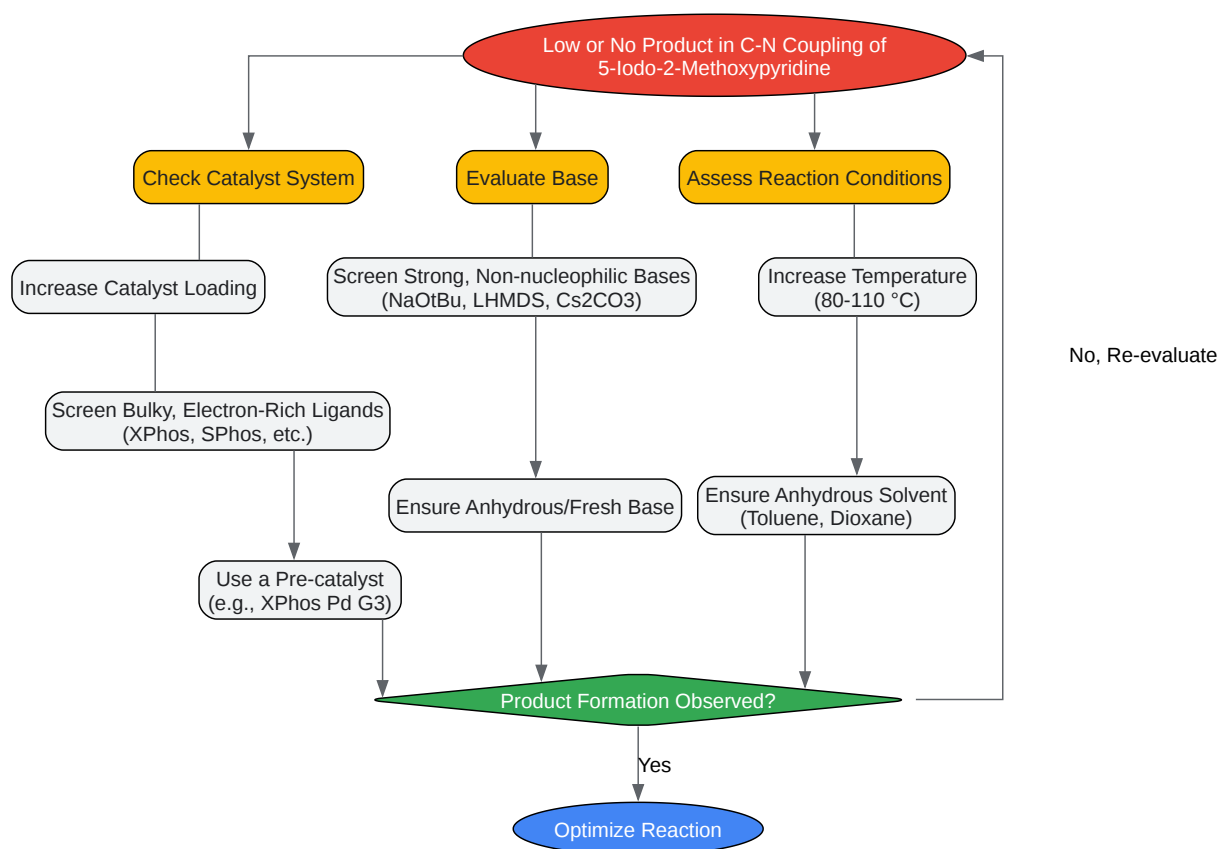 Low or No Product in C-N Coupling of
5-Iodo-2-Methoxypyridine
Check Catalyst System
Evaluate Base
Assess Reaction Conditions
Increase Catalyst Loading
Screen Strong, Non-nucleophilic Bases
(NaOtBu, LHMDS, Cs2CO3)
Increase Temperature
(80-110 °C)
No, Re-evaluate
Screen Bulky, Electron-Rich Ligands
(XPhos, SPhos, etc.)
Ensure Anhydrous/Fresh Base
Ensure Anhydrous Solvent
(Toluene, Dioxane)
Use a Pre-catalyst
(e.g., XPhos Pd G3)
Product Formation Observed?
Yes
Optimize Reaction